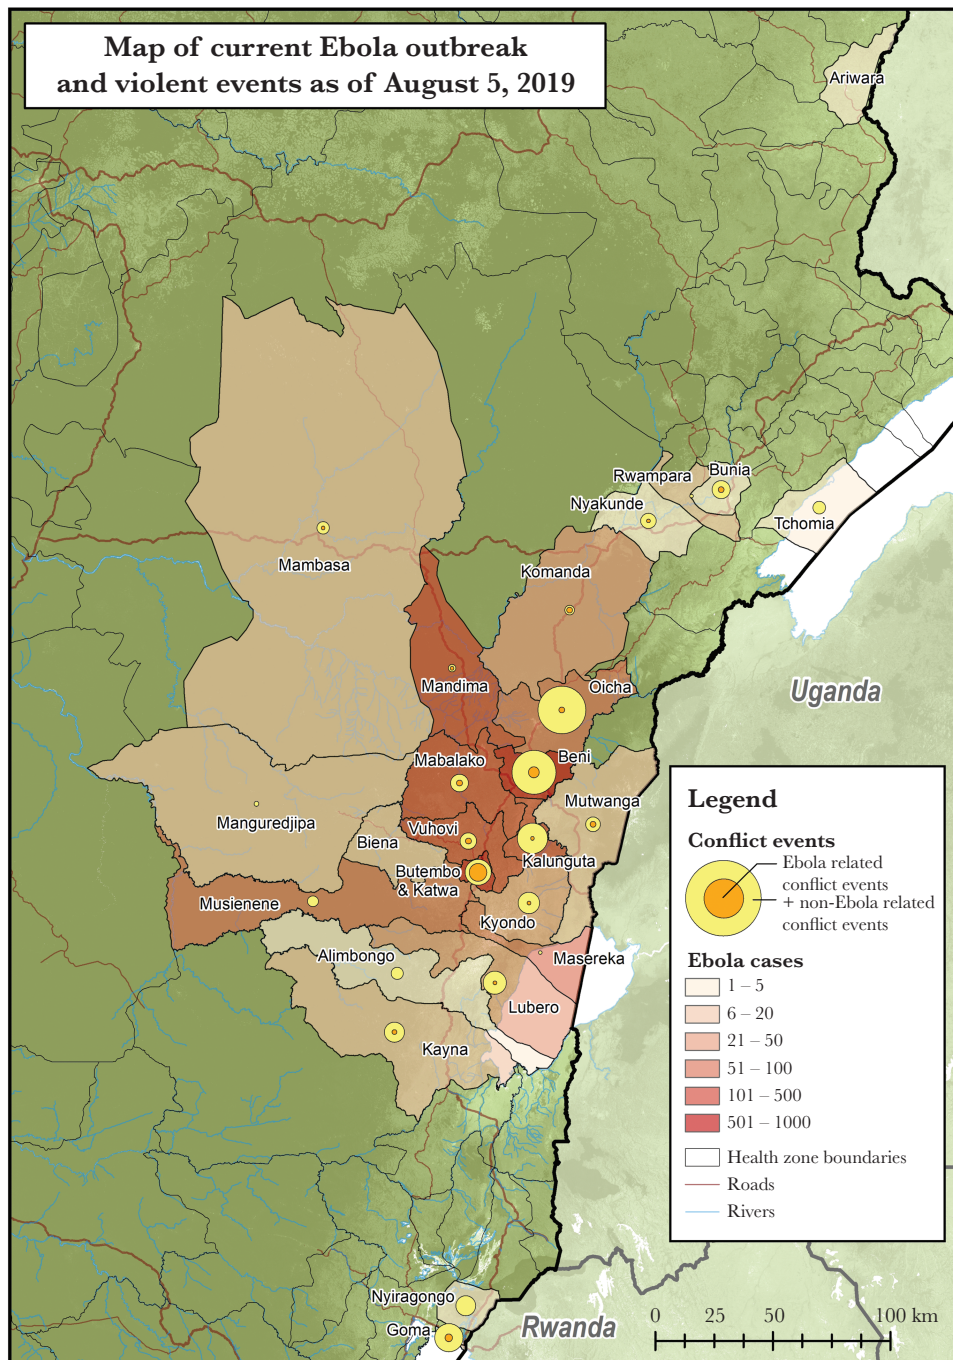 Map of current Ebola outbreak
and violent events as of August 5, 2019
Ariwara
Rwampara
Bunia
Nyakunde
Tchomia
Mambasa
Komanda
Mandima
Oicha
Uganda
Mabalako
Beni
Mutwanga
Manguredjipa
Vuhovi
Biena
Kalunguta
Butembo
& Katwa
Musienene
Kyondo
Alimbongo
Masereka
Lubero
Kayna
Nyiragongo
Goma
Rwanda
Legend
Conflict events
Ebola related
conflict events
+ non-Ebola related
conflict events
Ebola cases
1 – 5
6 – 20
21 – 50
51 – 100
101 – 500
501 – 1000
Health zone boundaries
Roads
Rivers
0 25 50 100 km